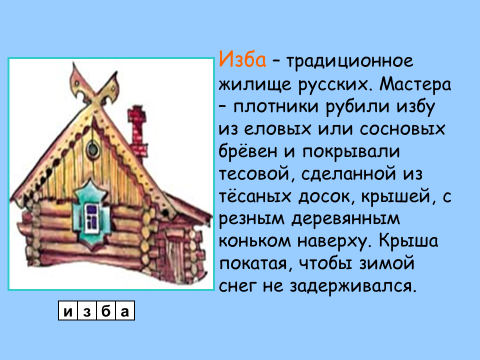 Изба – традиционное
жилище русских. Мастера
– плотники рубили избу
из еловых или сосновых
брёвен и покрывали
тесовой, сделанной из
тёсаных досок, крышей, с
резным деревянным
коньком наверху. Крыша
покатая, чтобы зимой
снег не задерживался.
изба